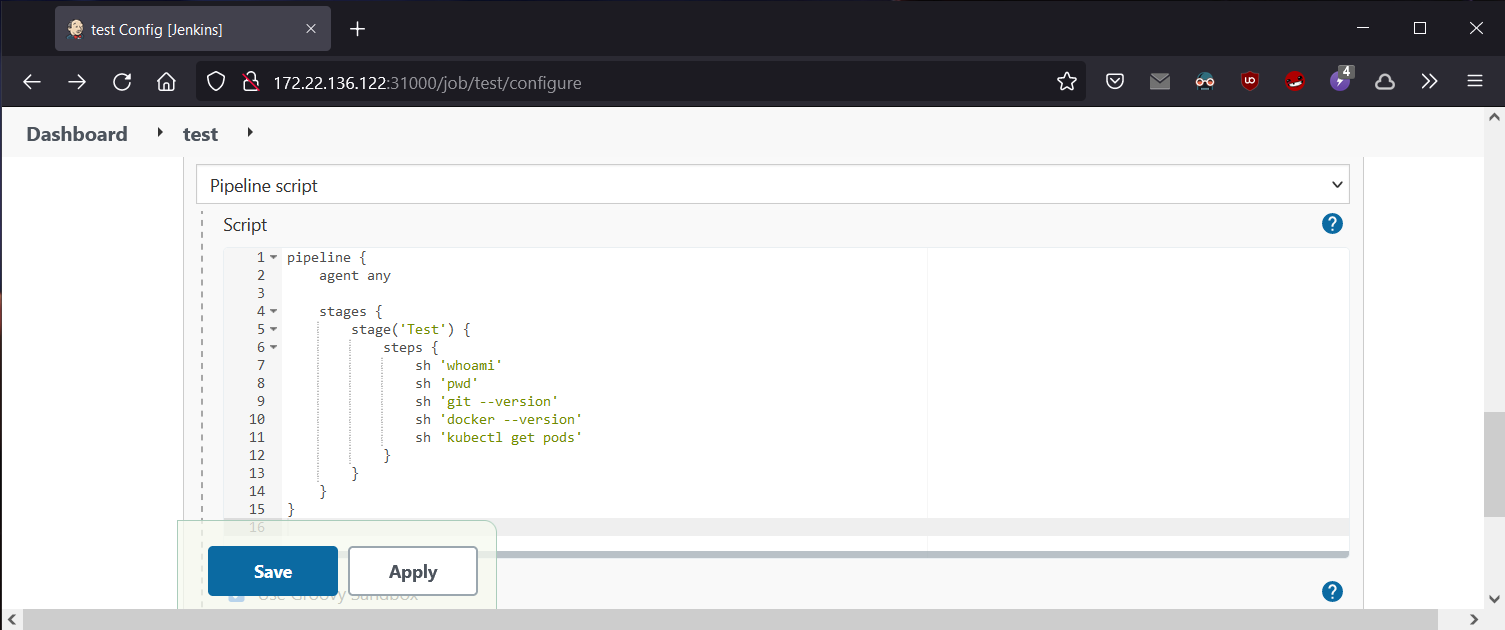 test Config [Jenkins]
172.22.136.122:31000/job/test/configure
4
Dashboard test
Pipeline script
Script
?
1 pipeline {
2     agent any
3
4     stages {
5         stage('Test') {
6             steps {
7                 sh 'whoami'
8                 sh 'pwd'
9                 sh 'git --version'
10                 sh 'docker --version'
11                 sh 'kubectl get pods'
12             }
13         }
14     }
15 }
16
Save Apply
Use Groovy Sandbox
?